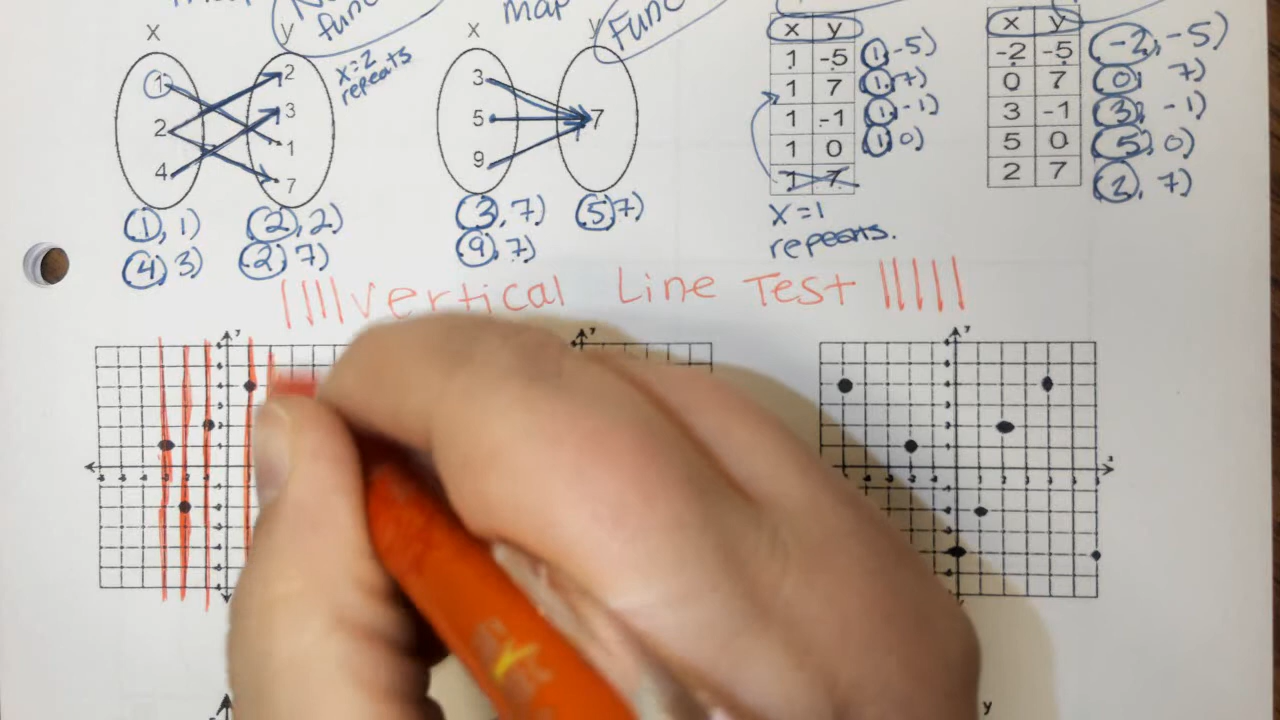 func
map
Func
x y
1 2
2 3
4 1
7
x=2
repeats
(1, 1) (2, 2)
(4, 3) (2, 7)
x y
3
5 7
9
(3, 7) (5, 7)
(9, 7)
x y
1 -5 (1, -5)
1 7 (1, 7)
1 -1 (1, -1)
1 0 (1, 0)
1 7
x=1
repeats.
x y
-2 -5 (-2, -5)
0 7 (0, 7)
3 -1 (3, -1)
5 0 (5, 0)
2 7 (2, 7)
Vertical Line Test
y
y
y
x
y